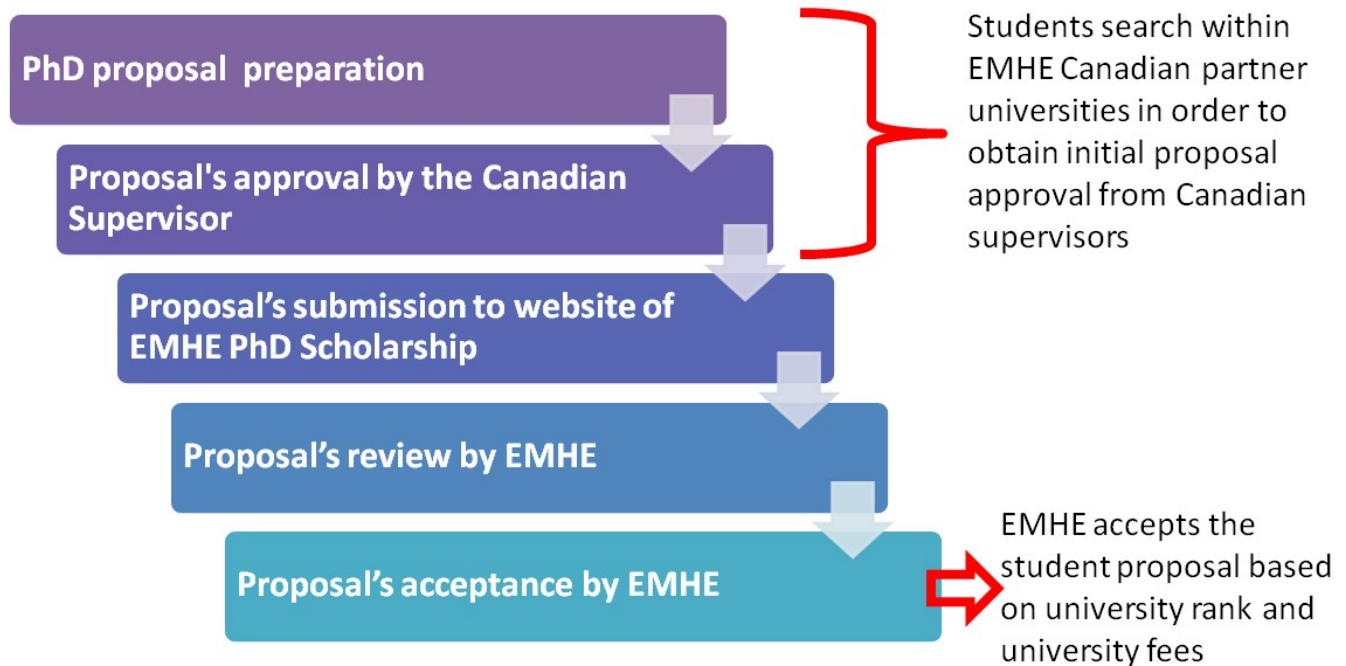 PhD proposal  preparation
Proposal's approval by the Canadian
Supervisor
Proposal’s submission to website of
EMHE PhD Scholarship
Proposal’s review by EMHE
Proposal’s acceptance by EMHE
Students search within
EMHE Canadian partner
universities in order to
obtain initial proposal
approval from Canadian
supervisors
EMHE accepts the
student proposal based
on university rank and
university fees